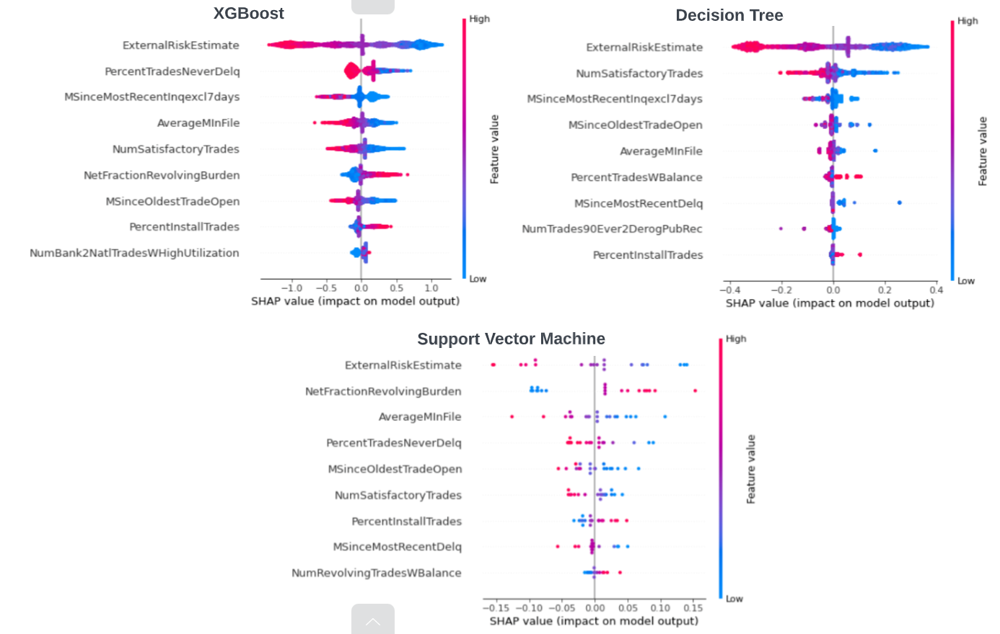 XGBoost
High
ExternalRiskEstimate
PercentTradesNeverDelq
MSinceMostRecentInqexcl7days
AverageMInFile
NumSatisfactoryTrades
NetFractionRevolvingBurden
MSinceOldestTradeOpen
PercentInstallTrades
NumBank2NatlTradesWHighUtilization
Feature value
Low
−1.0 −0.5 0.0 0.5 1.0
SHAP value (impact on model output)
Decision Tree
High
ExternalRiskEstimate
NumSatisfactoryTrades
MSinceMostRecentInqexcl7days
MSinceOldestTradeOpen
AverageMInFile
PercentTradesWBalance
MSinceMostRecentDelq
NumTrades90Ever2DerogPubRec
PercentInstallTrades
Feature value
Low
−0.4 −0.2 0.0 0.2 0.4
SHAP value (impact on model output)
Support Vector Machine
High
ExternalRiskEstimate
NetFractionRevolvingBurden
AverageMInFile
PercentTradesNeverDelq
MSinceOldestTradeOpen
NumSatisfactoryTrades
PercentInstallTrades
MSinceMostRecentDelq
NumRevolvingTradesWBalance
Feature value
Low
−0.15 −0.10 −0.05 0.00 0.05 0.10 0.15
SHAP value (impact on model output)